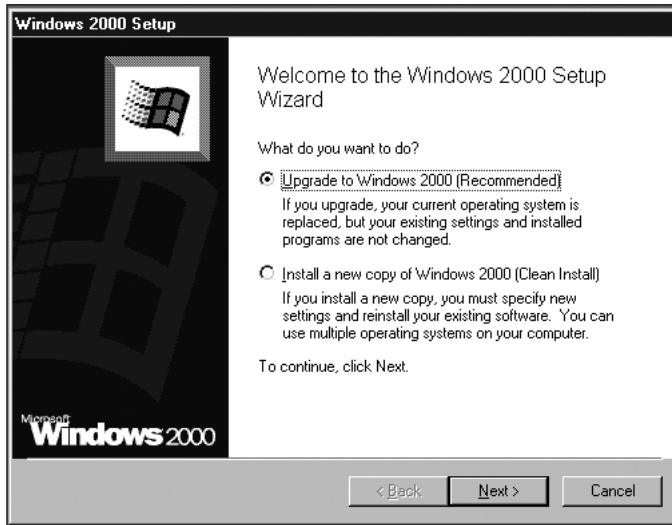 Windows 2000 Setup
Welcome to the Windows 2000 Setup
Wizard
What do you want to do?
Upgrade to Windows 2000 (Recommended)
If you upgrade, your current operating system is
replaced, but your existing settings and installed
programs are not changed.
Install a new copy of Windows 2000 (Clean Install)
If you install a new copy, you must specify new
settings and reinstall your existing software. You can
use multiple operating systems on your computer.
To continue, click Next.
Microsoft
Windows 2000
< Back Next > Cancel